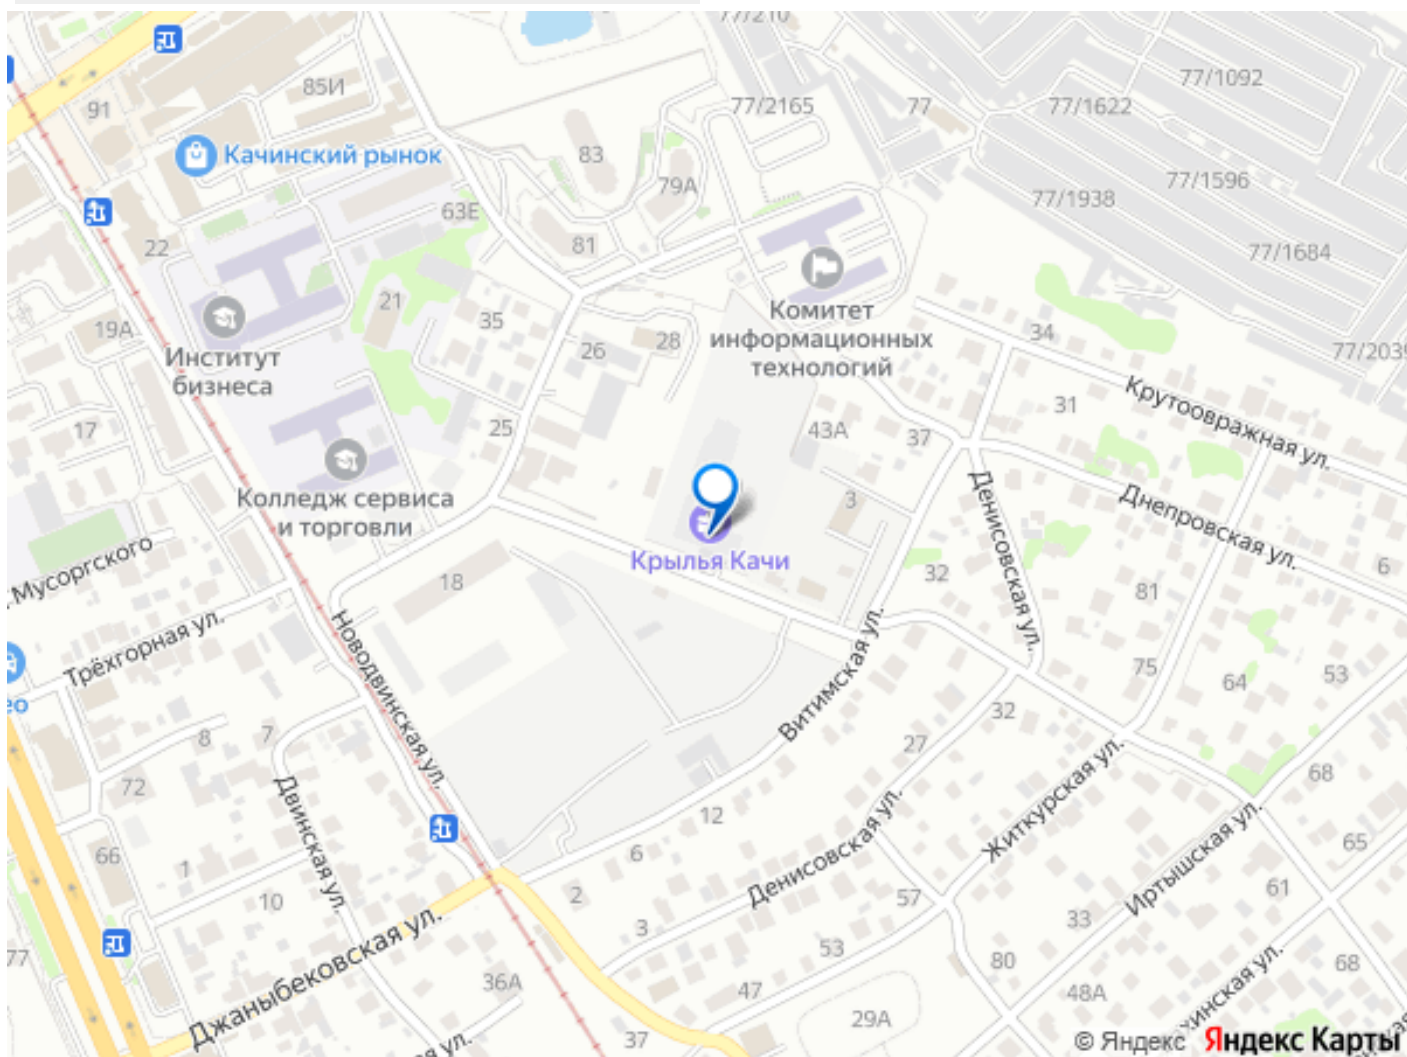 77/210
77/1092
85И
91
77/2165
77
77/1622
Качинский рынок
83
79А
77/1596
77/1938
63Е
22
81
77/1684
21
19А
35
Комитет
информационных
технологий
34
26
28
77/2039
Институт
бизнеса
Крутоовражная ул.
31
17
25
43А
37
Колледж сервиса
и торговли
Денисовская ул.
Днепровская ул.
3
Мусоргского
Крылья Качи
18
32
6
81
Трёхгорная ул.
Новодвинская ул.
Витимская ул.
75
64
53
ео
8
7
32
27
72
Двинская ул.
12
Денисовская ул.
Житкурская ул.
68
Иртышская ул.
66
6
65
1
2
10
57
61
3
33
Джаныбековская ул.
53
77
80
68
36А
47
48А
29А
37
хинская ул.
ул.
© Яндекс Яндекс Карты